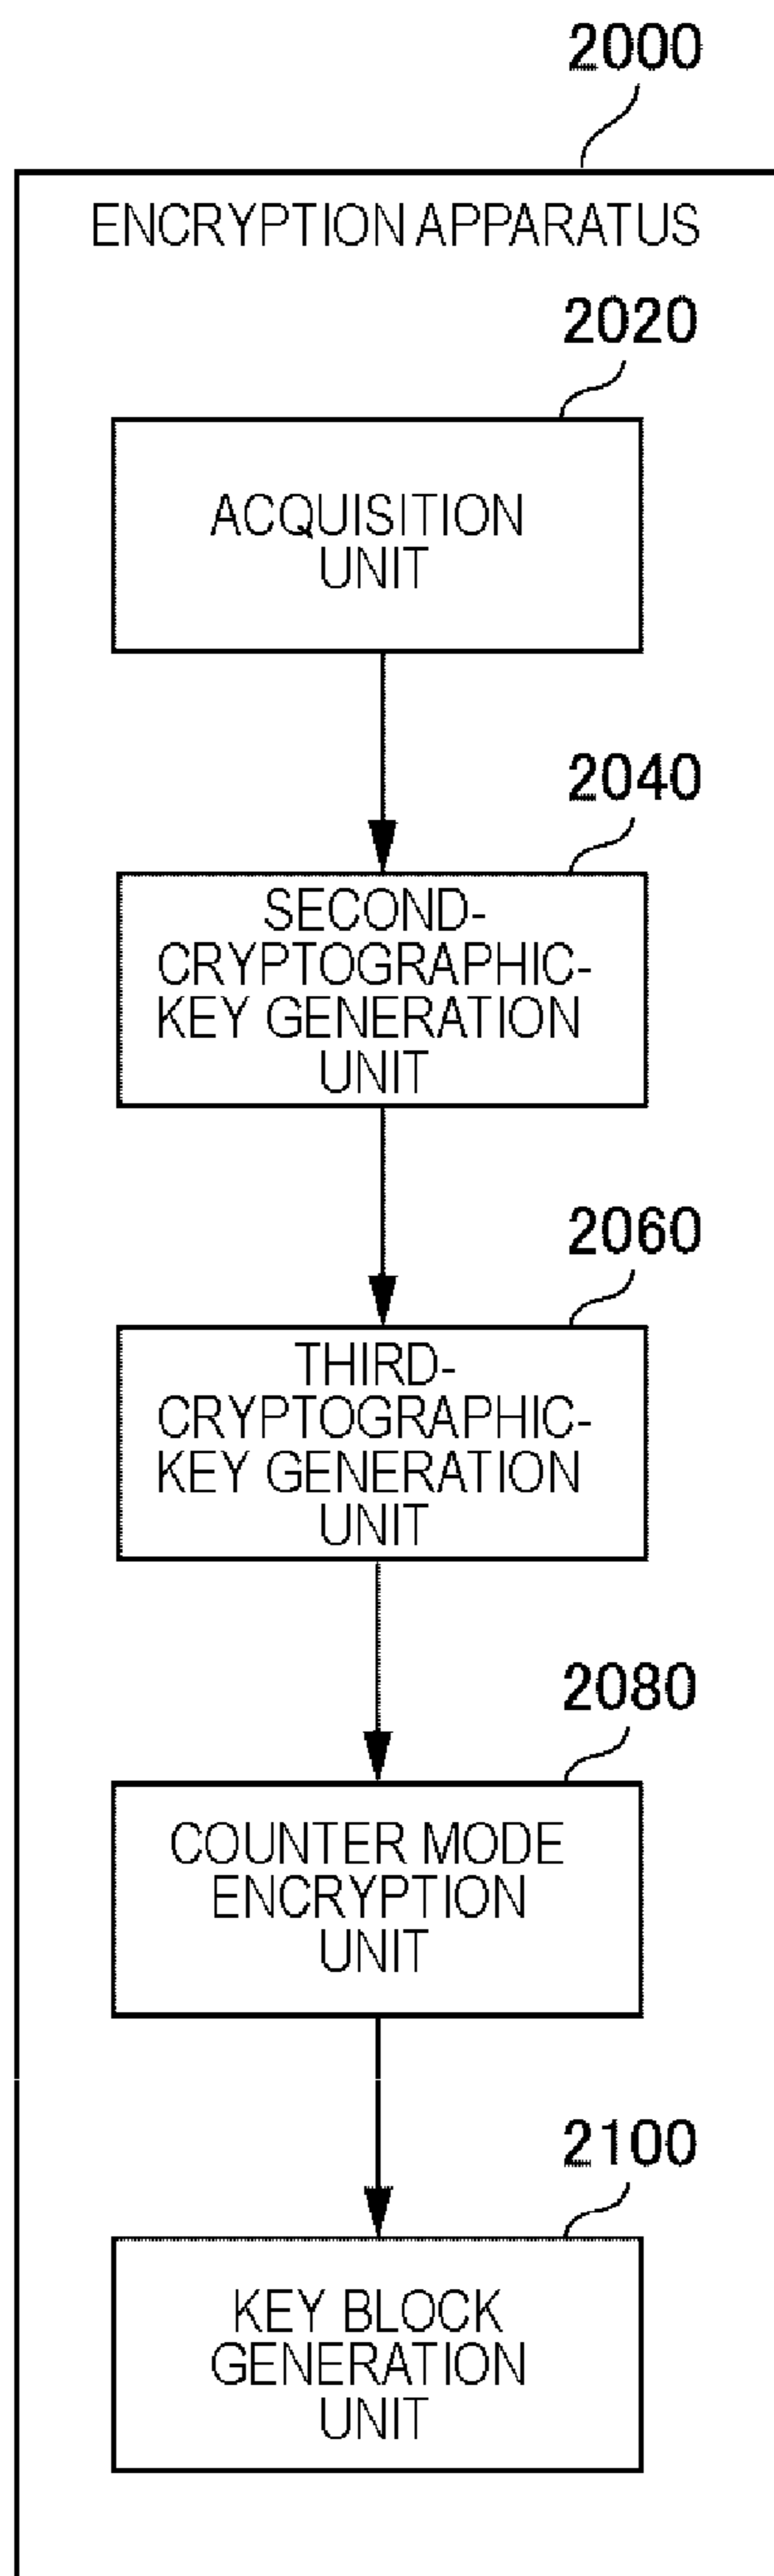 2000
ENCRYPTION APPARATUS
2020
ACQUISITION
UNIT
2040
SECOND-
CRYPTOGRAPHIC-
KEY GENERATION
UNIT
2060
THIRD-
CRYPTOGRAPHIC-
KEY GENERATION
UNIT
2080
COUNTER MODE
ENCRYPTION
UNIT
2100
KEY BLOCK
GENERATION
UNIT